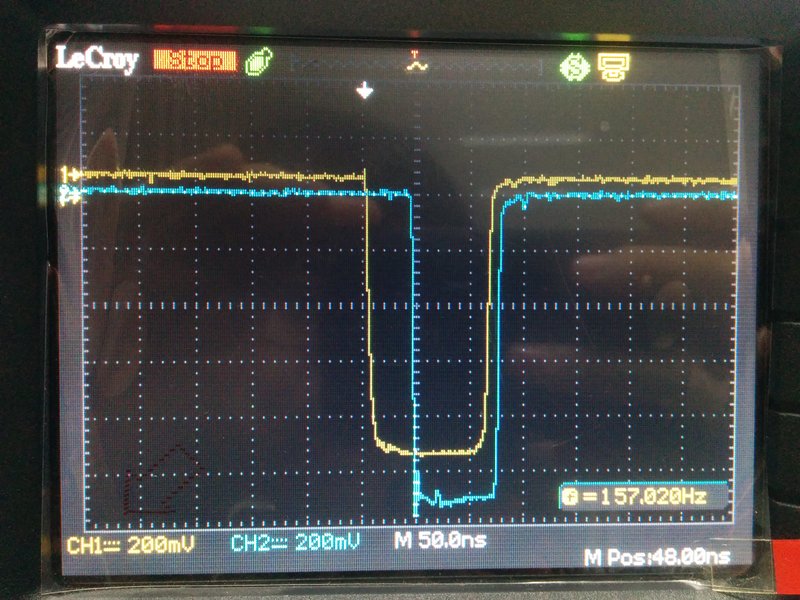 LeCroy Stop
T
1
2
f=157.020Hz
CH1 200mV CH2 200mV M 50.0ns
M Pos:48.00ns